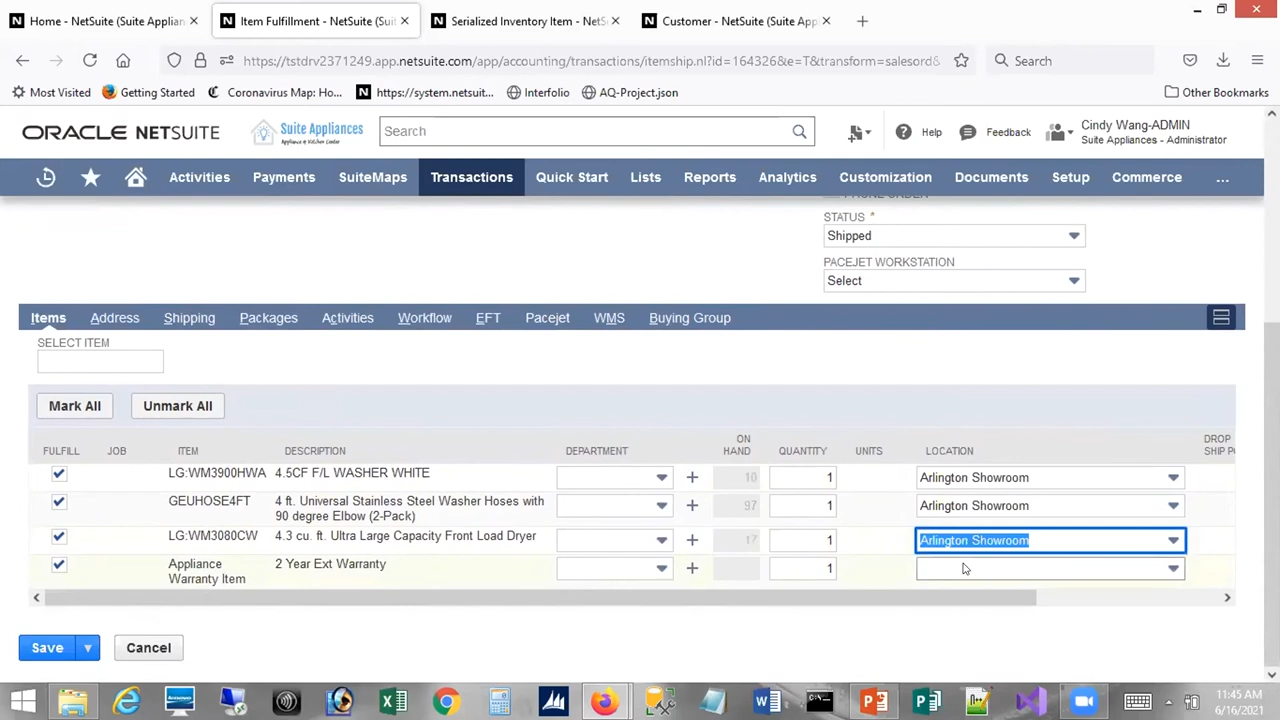 Home - NetSuite (Suite Applian
Item Fulfillment - NetSuite (Sui
Serialized Inventory Item - NetS
Customer - NetSuite (Suite App
https://tstdrv2371249.app.netsuite.com/app/accounting/transactions/itemship.nl?id=164326&e=T&transform=salesord&
Search
Most Visited
Getting Started
Coronavirus Map: Ho...
https://system.netsuit...
Interfolio
AQ-Project.json
Other Bookmarks
ORACLE NETSUITE
Suite Appliances
Appliance & Kitchen Center
Search
Help
Feedback
Cindy Wang-ADMIN
Suite Appliances - Administrator
Activities
Payments
SuiteMaps
Transactions
Quick Start
Lists
Reports
Analytics
Customization
Documents
Setup
Commerce
...
PHONE ORDER
STATUS *
Shipped
PACEJET WORKSTATION
Select
Items
Address
Shipping
Packages
Activities
Workflow
EFT
Pacejet
WMS
Buying Group
SELECT ITEM
Mark All
Unmark All
FULFILL
JOB
ITEM
DESCRIPTION
DEPARTMENT
ON
HAND
QUANTITY
UNITS
LOCATION
DROP
SHIP P
LG:WM3900HWA
4.5CF F/L WASHER WHITE
10
1
Arlington Showroom
GEUHOSE4FT
4 ft. Universal Stainless Steel Washer Hoses with
90 degree Elbow (2-Pack)
97
1
Arlington Showroom
LG:WM3080CW
4.3 cu. ft. Ultra Large Capacity Front Load Dryer
17
1
Arlington Showroom
Appliance
Warranty Item
2 Year Ext Warranty
1
Save
Cancel
11:45 AM
6/16/2021